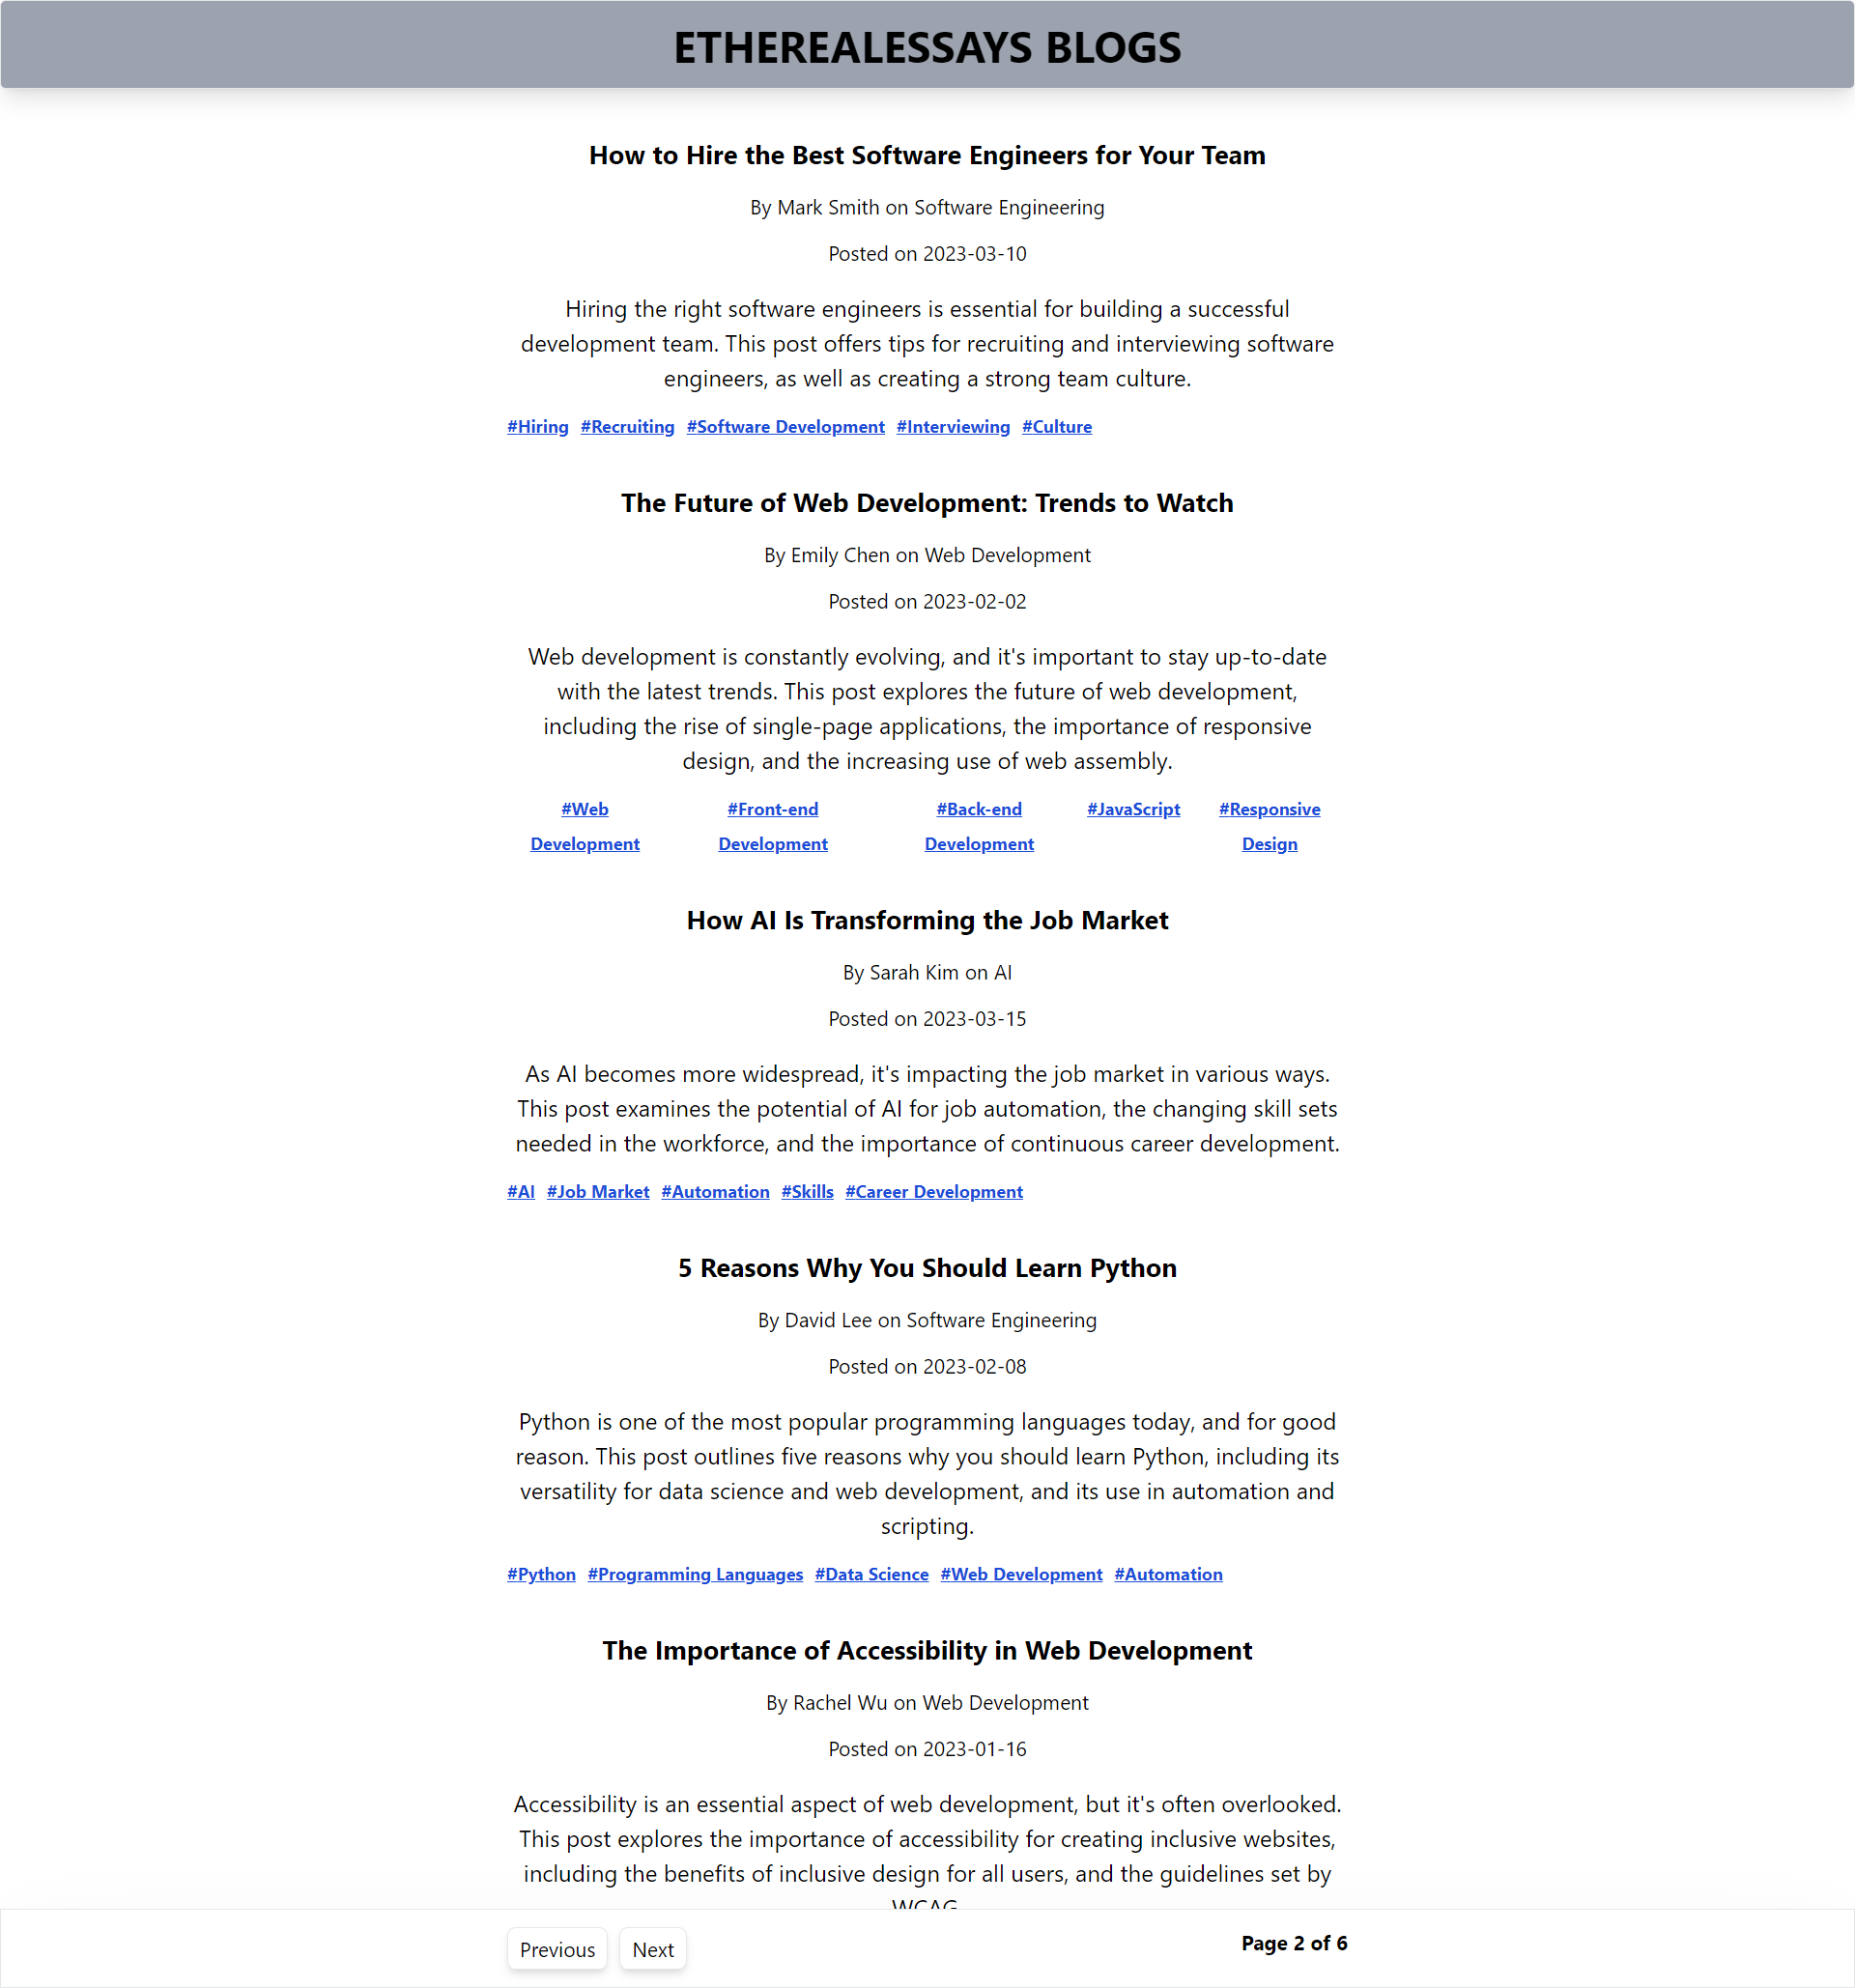 ETHEREALESSAYS BLOGS
How to Hire the Best Software Engineers for Your Team
By Mark Smith on Software Engineering
Posted on 2023-03-10
Hiring the right software engineers is essential for building a successful
development team. This post offers tips for recruiting and interviewing software
engineers, as well as creating a strong team culture.
#Hiring #Recruiting #Software Development #Interviewing #Culture
The Future of Web Development: Trends to Watch
By Emily Chen on Web Development
Posted on 2023-02-02
Web development is constantly evolving, and it's important to stay up-to-date
with the latest trends. This post explores the future of web development,
including the rise of single-page applications, the importance of responsive
design, and the increasing use of web assembly.
#Web Development
#Front-end Development
#Back-end Development
#JavaScript
#Responsive Design
How AI Is Transforming the Job Market
By Sarah Kim on AI
Posted on 2023-03-15
As AI becomes more widespread, it's impacting the job market in various ways.
This post examines the potential of AI for job automation, the changing skill sets
needed in the workforce, and the importance of continuous career development.
#AI #Job Market #Automation #Skills #Career Development
5 Reasons Why You Should Learn Python
By David Lee on Software Engineering
Posted on 2023-02-08
Python is one of the most popular programming languages today, and for good
reason. This post outlines five reasons why you should learn Python, including its
versatility for data science and web development, and its use in automation and
scripting.
#Python #Programming Languages #Data Science #Web Development #Automation
The Importance of Accessibility in Web Development
By Rachel Wu on Web Development
Posted on 2023-01-16
Accessibility is an essential aspect of web development, but it's often overlooked.
This post explores the importance of accessibility for creating inclusive websites,
including the benefits of inclusive design for all users, and the guidelines set by
WCAG
Previous Next
Page 2 of 6